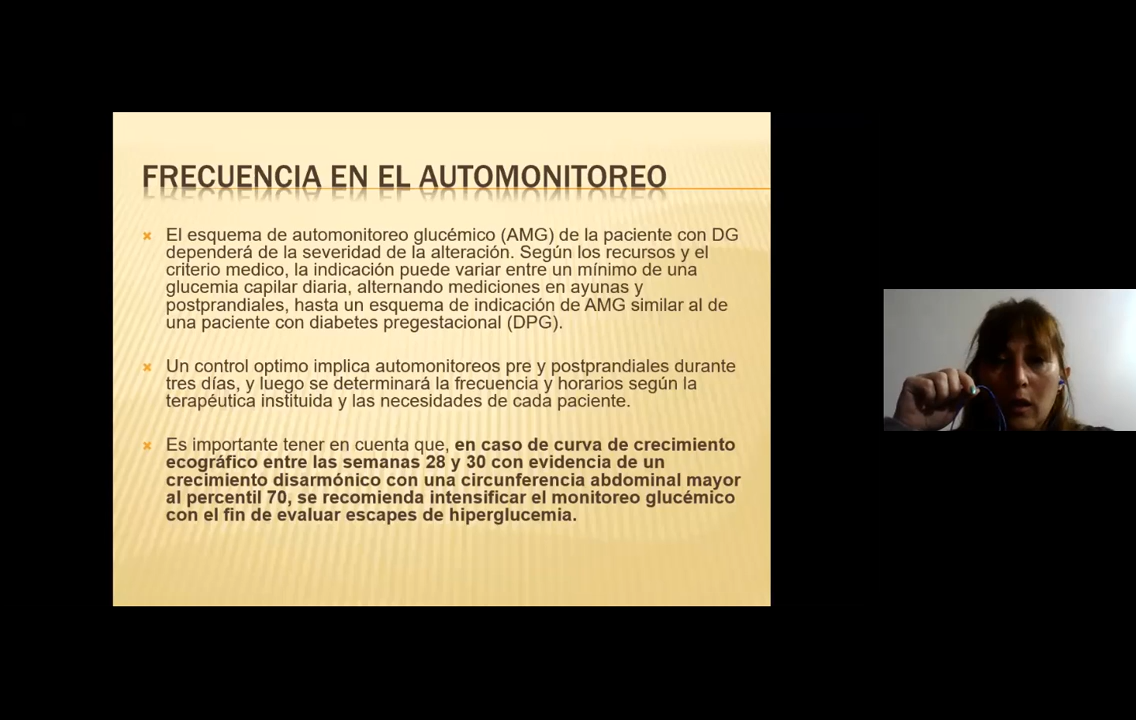 FRECUENCIA EN EL AUTOMONITOREO
El esquema de automonitoreo glucémico (AMG) de la paciente con DG
dependerá de la severidad de la alteración. Según los recursos y el
criterio medico, la indicación puede variar entre un mínimo de una
glucemia capilar diaria, alternando mediciones en ayunas y
postprandiales, hasta un esquema de indicación de AMG similar al de
una paciente con diabetes pregestacional (DPG).
Un control optimo implica automonitoreos pre y postprandiales durante
tres días, y luego se determinará la frecuencia y horarios según la
terapéutica instituida y las necesidades de cada paciente.
Es importante tener en cuenta que, en caso de curva de crecimiento
ecográfico entre las semanas 28 y 30 con evidencia de un
crecimiento disarmónico con una circunferencia abdominal mayor
al percentil 70, se recomienda intensificar el monitoreo glucémico
con el fin de evaluar escapes de hiperglucemia.